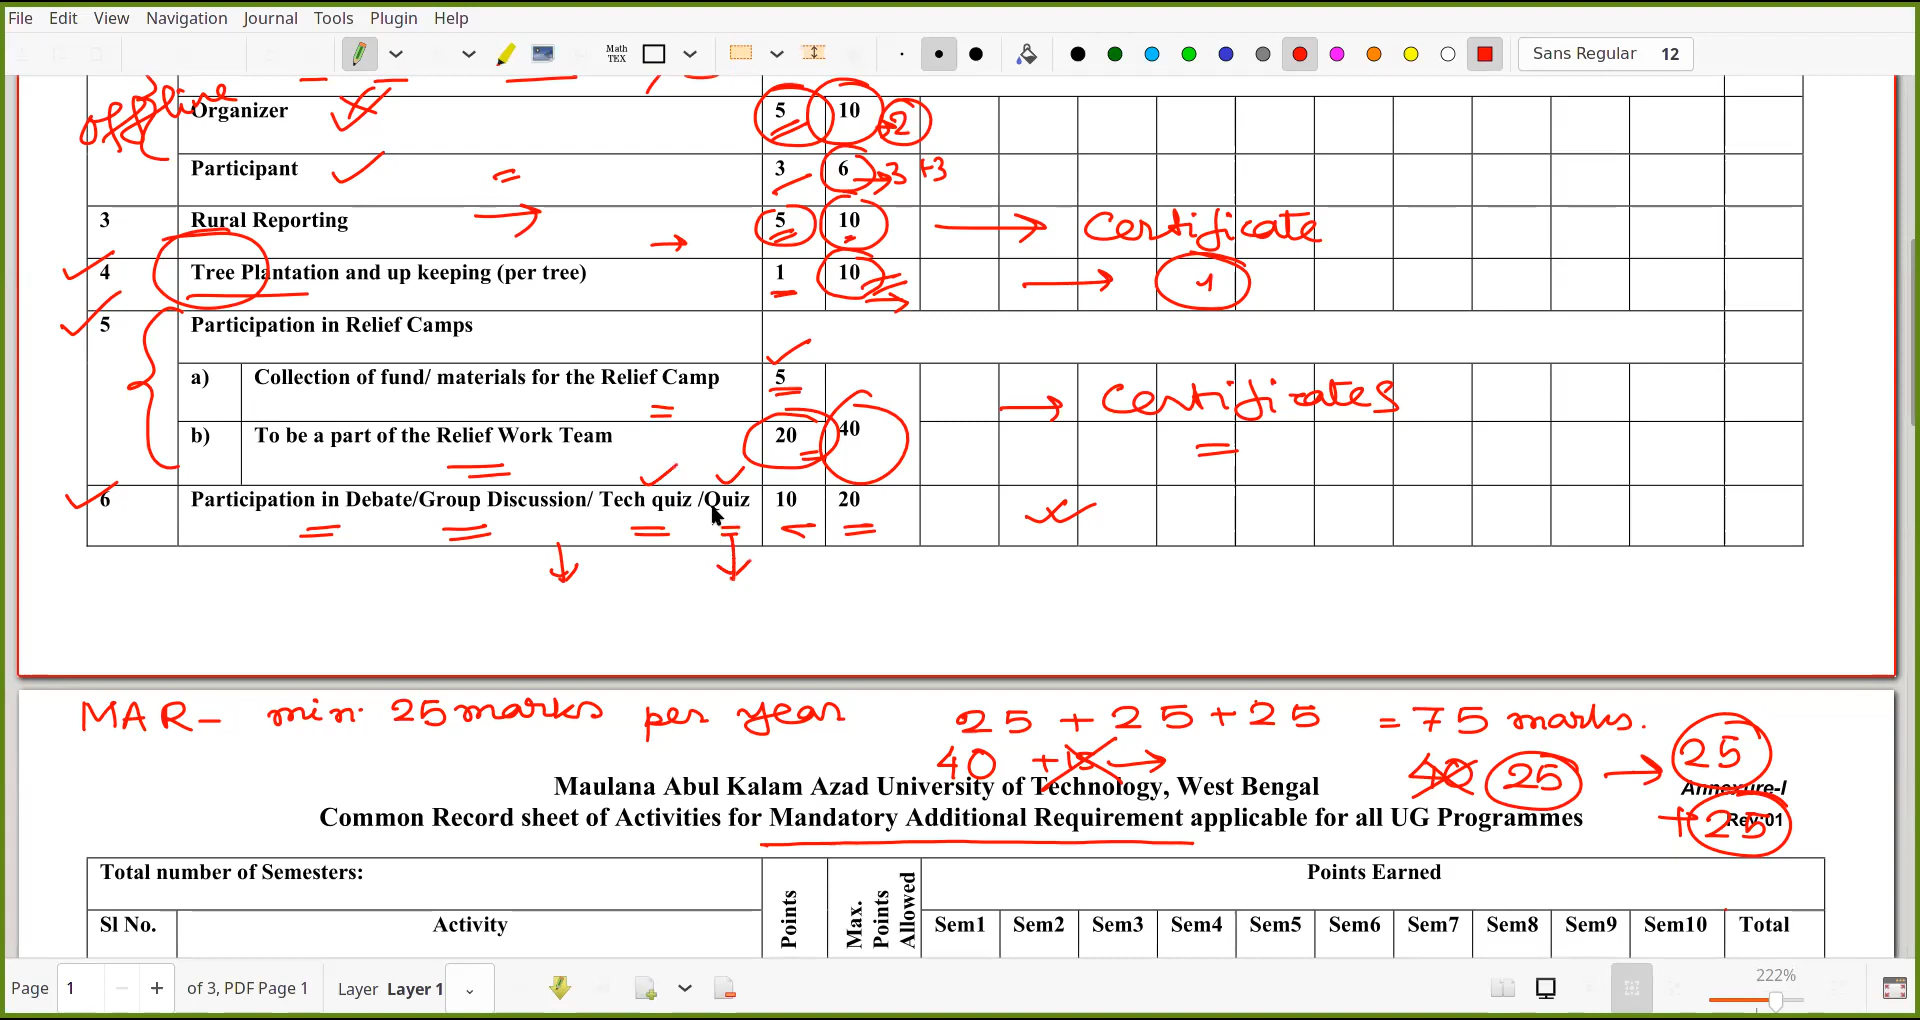 File Edit View Navigation Journal Tools Plugin Help
Math TEX Sans Regular 12
offline
Organizer 5 10 2
Participant 3 6 3 +3
3 Rural Reporting 5 10 Certificate
4 Tree Plantation and up keeping (per tree) 1 10 1
5 Participation in Relief Camps
a) Collection of fund/ materials for the Relief Camp 5
Certificates
b) To be a part of the Relief Work Team 20 40
6 Participation in Debate/Group Discussion/ Tech quiz /Quiz 10 20
MAR - min. 25 marks per year 25 + 25 + 25 = 75 marks.
40 + 15 40 25 25
Maulana Abul Kalam Azad University of Technology, West Bengal Annexure-I
Common Record sheet of Activities for Mandatory Additional Requirement applicable for all UG Programmes + 25 Rev:01
Total number of Semesters: Points Max. Points Allowed Points Earned
Sl No. Activity Sem1 Sem2 Sem3 Sem4 Sem5 Sem6 Sem7 Sem8 Sem9 Sem10 Total
Page 1 of 3, PDF Page 1 Layer Layer 1 222%